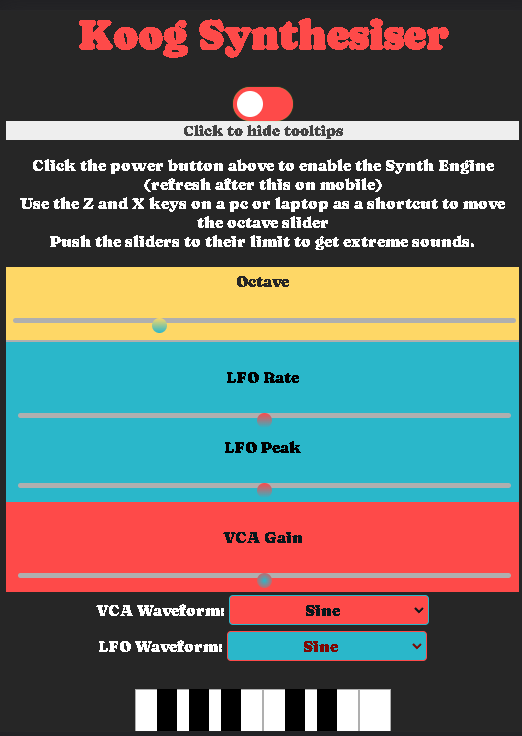 Koog Synthesiser
Click to hide tooltips
Click the power button above to enable the Synth Engine
(refresh after this on mobile)
Use the Z and X keys on a pc or laptop as a shortcut to move
the octave slider
Push the sliders to their limit to get extreme sounds.
Octave
LFO Rate
LFO Peak
VCA Gain
VCA Waveform: Sine
LFO Waveform: Sine